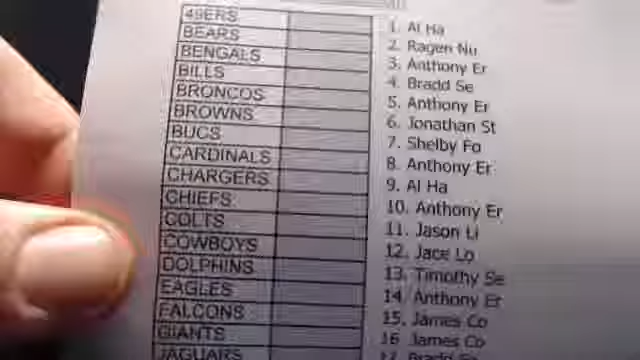 49ERS
BEARS
BENGALS
BILLS
BRONCOS
BROWNS
BUCS
CARDINALS
CHARGERS
CHIEFS
COLTS
COWBOYS
DOLPHINS
EAGLES
FALCONS
GIANTS
JAGUARS
1. Al Ha
2. Ragen Nu
3. Anthony Er
4. Bradd Se
5. Anthony Er
6. Jonathan St
7. Shelby Fo
8. Anthony Er
9. Al Ha
10. Anthony Er
11. Jason Li
12. Jace Lo
13. Timothy Se
14. Anthony Er
15. James Co
16 James Co
17 Bradd Se